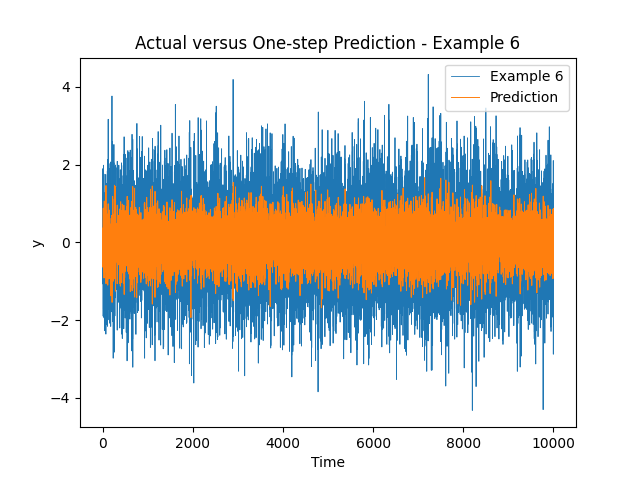 Actual versus One-step Prediction - Example 6
Example 6
Prediction
4
2
0
−2
−4
y
0
2000
4000
6000
8000
10000
Time